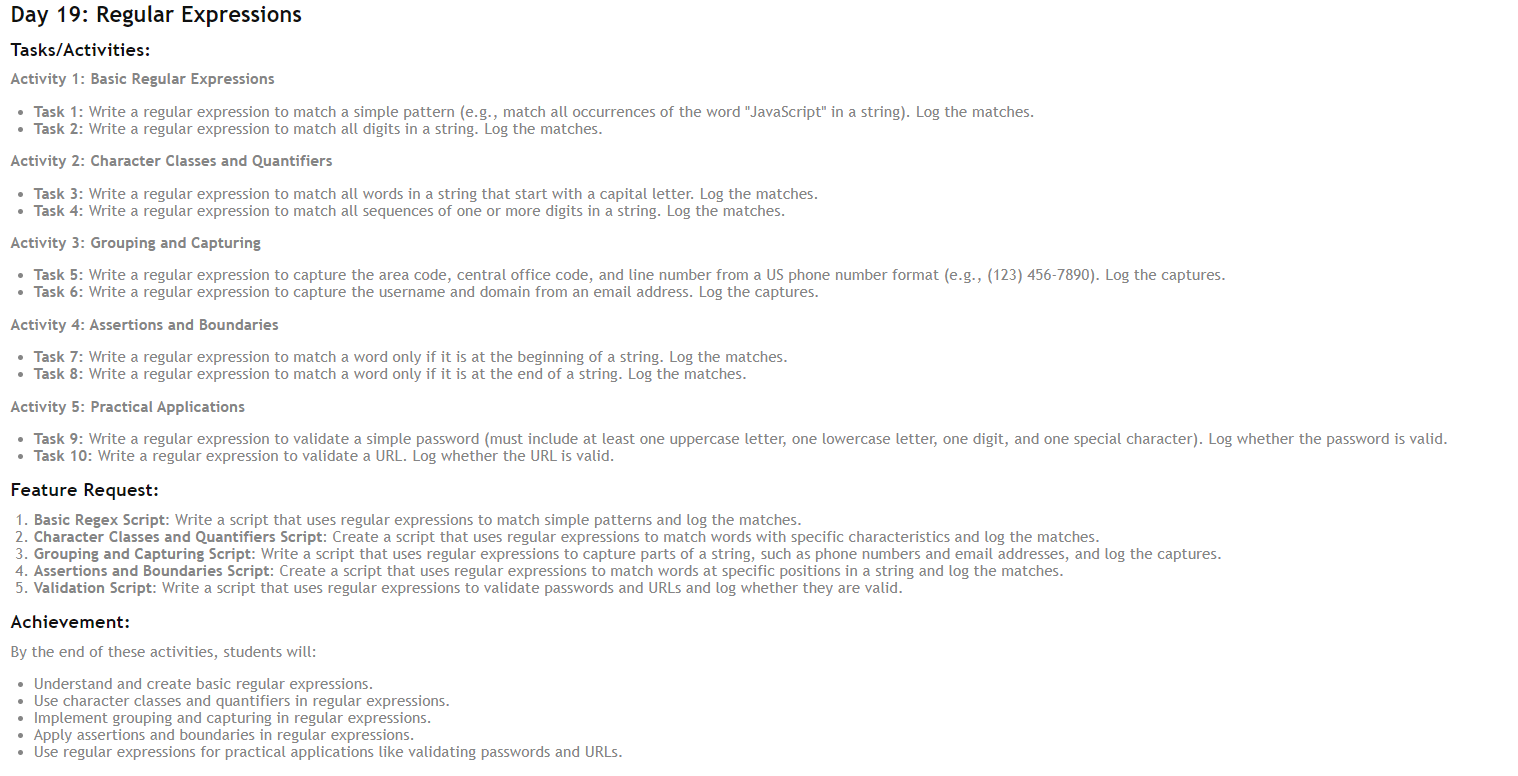 Day 19: Regular Expressions
Tasks/Activities:
Activity 1: Basic Regular Expressions
• Task 1: Write a regular expression to match a simple pattern (e.g., match all occurrences of the word "JavaScript" in a string). Log the matches.
• Task 2: Write a regular expression to match all digits in a string. Log the matches.
Activity 2: Character Classes and Quantifiers
• Task 3: Write a regular expression to match all words in a string that start with a capital letter. Log the matches.
• Task 4: Write a regular expression to match all sequences of one or more digits in a string. Log the matches.
Activity 3: Grouping and Capturing
• Task 5: Write a regular expression to capture the area code, central office code, and line number from a US phone number format (e.g., (123) 456-7890). Log the captures.
• Task 6: Write a regular expression to capture the username and domain from an email address. Log the captures.
Activity 4: Assertions and Boundaries
• Task 7: Write a regular expression to match a word only if it is at the beginning of a string. Log the matches.
• Task 8: Write a regular expression to match a word only if it is at the end of a string. Log the matches.
Activity 5: Practical Applications
• Task 9: Write a regular expression to validate a simple password (must include at least one uppercase letter, one lowercase letter, one digit, and one special character). Log whether the password is valid.
• Task 10: Write a regular expression to validate a URL. Log whether the URL is valid.
Feature Request:
1. Basic Regex Script: Write a script that uses regular expressions to match simple patterns and log the matches.
2. Character Classes and Quantifiers Script: Create a script that uses regular expressions to match words with specific characteristics and log the matches.
3. Grouping and Capturing Script: Write a script that uses regular expressions to capture parts of a string, such as phone numbers and email addresses, and log the captures.
4. Assertions and Boundaries Script: Create a script that uses regular expressions to match words at specific positions in a string and log the matches.
5. Validation Script: Write a script that uses regular expressions to validate passwords and URLs and log whether they are valid.
Achievement:
By the end of these activities, students will:
• Understand and create basic regular expressions.
• Use character classes and quantifiers in regular expressions.
• Implement grouping and capturing in regular expressions.
• Apply assertions and boundaries in regular expressions.
• Use regular expressions for practical applications like validating passwords and URLs.